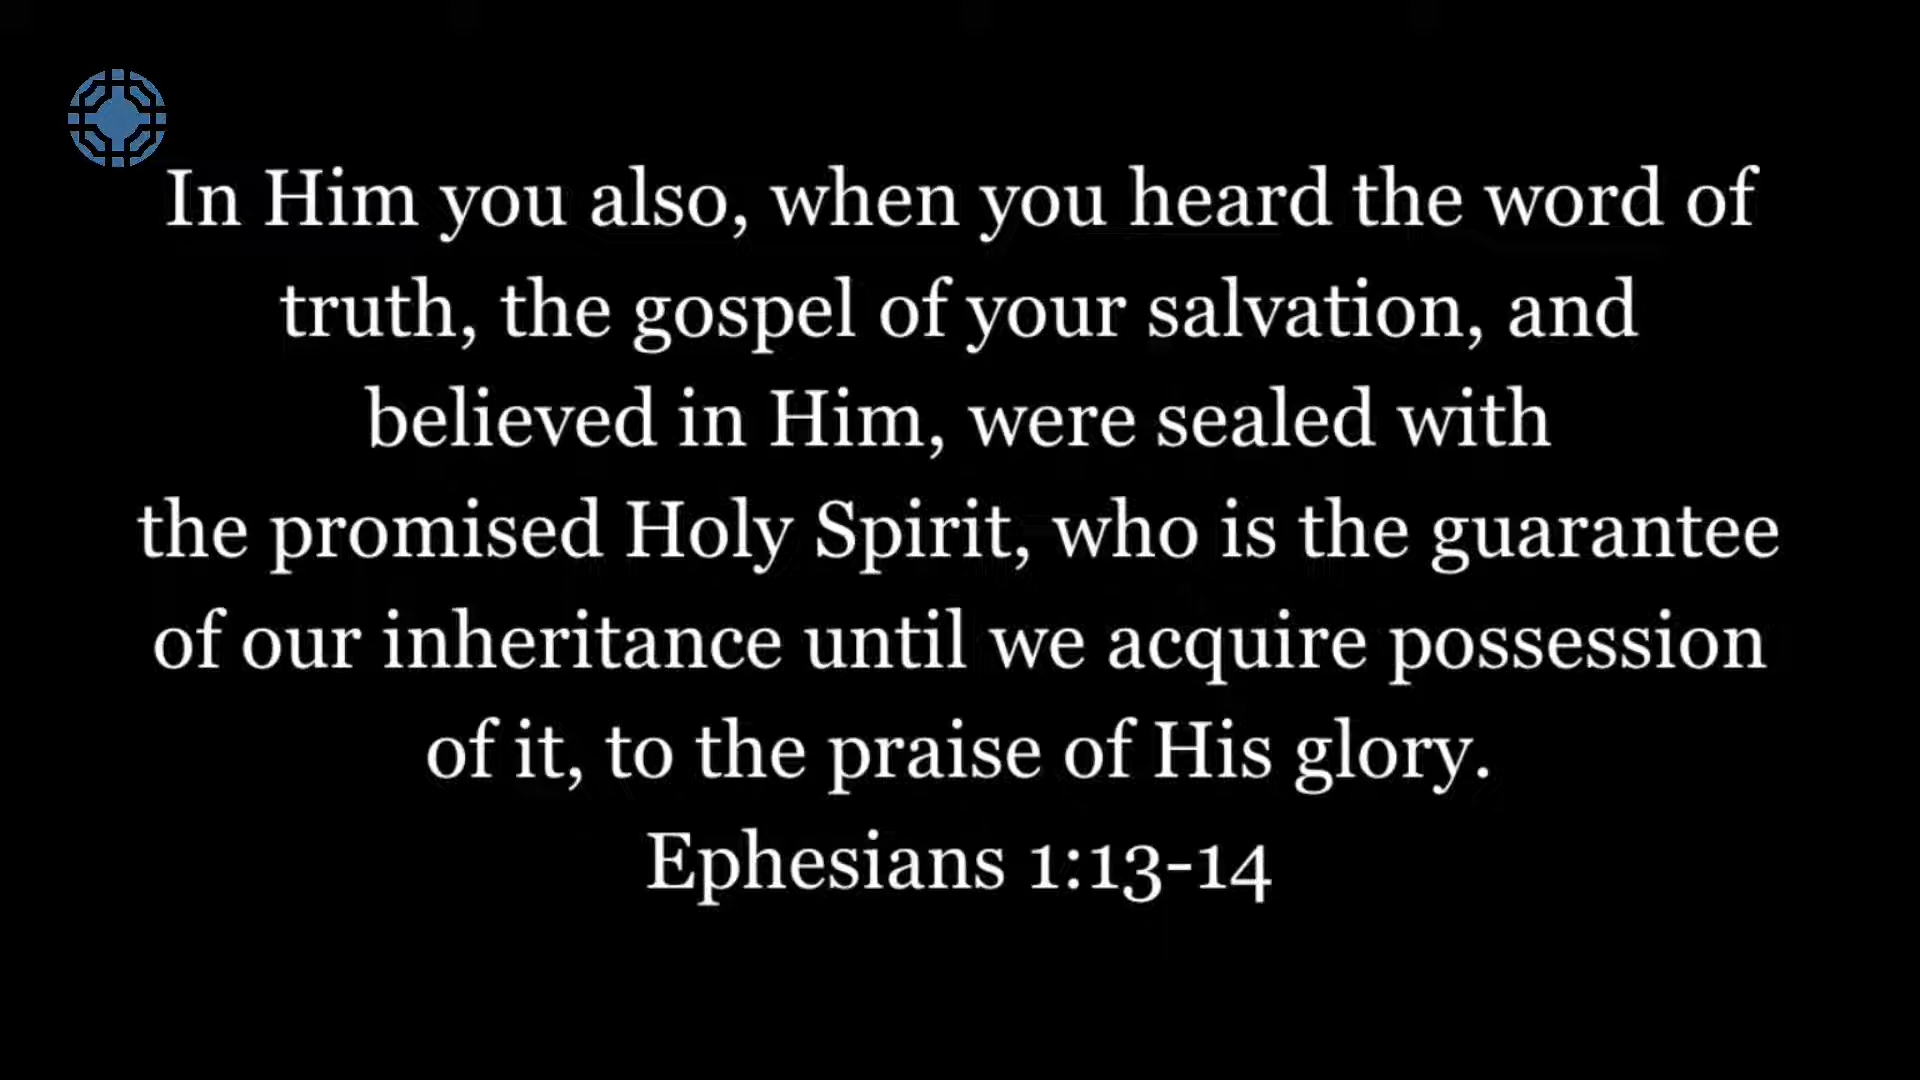 In Him you also, when you heard the word of
truth, the gospel of your salvation, and
believed in Him, were sealed with
the promised Holy Spirit, who is the guarantee
of our inheritance until we acquire possession
of it, to the praise of His glory.
Ephesians 1:13-14